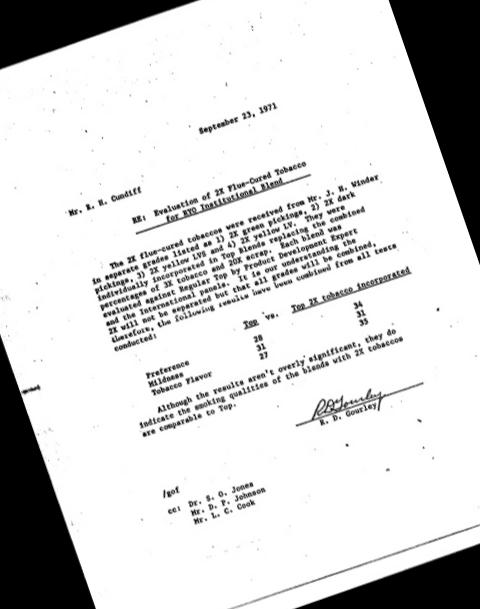 September 23, 1971
Mr. R. H. Cundiff
RE: Evaluation of 2X Flue-Cured Tobacco
for RYO Institutional Blend
The 2X flue-cured tobaccos were received from Mr. J. H. Winder
in separate grades listed as 1) 2X green pickings, 2) 2X dark
pickings, 3) 2X yellow LVS and 4) 2X yellow LV. They were
individually incorporated in Top blends replacing the combined
percentages of 3X tobacco and 20X scrap. Each blend was
evaluated against Regular Top by Product Development Expert
and the International Panels. It is our understanding the
2X will not be separated but that all grades will be combined,
therefore, the following results have been combined from all tests
conducted:
Top vs. Top 2X tobacco incorporated
Preference 28 34
Mildness 31 31
Tobacco Flavor 27 35
Although the results aren't overly significant, they do
indicate the smoking qualities of the blends with 2X tobaccos
are comparable to Top.
RDGourley
R. D. Gourley
/gof
cc: Dr. S. O. Jones
Mr. D. P. Johnson
Mr. L. C. Cook